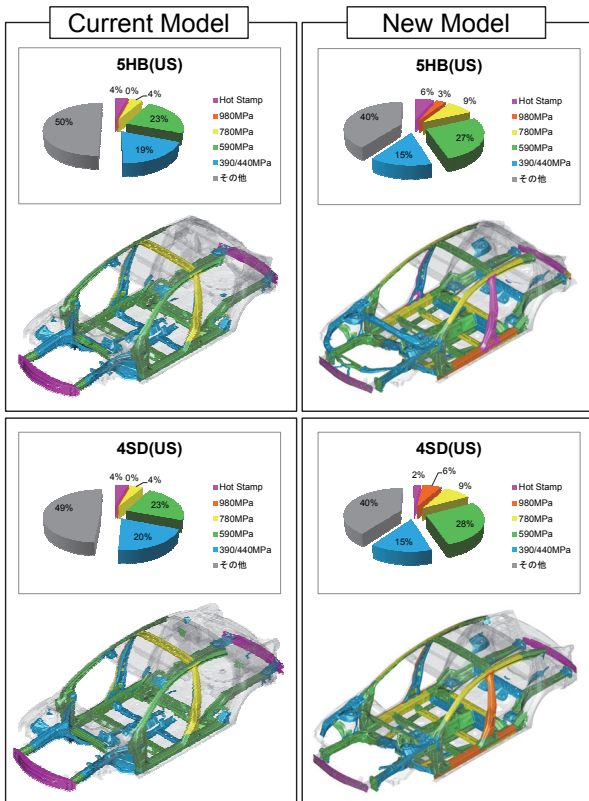 Current Model
New Model
5HB(US)
4%
0%
4%
23%
19%
50%
Hot Stamp
980MPa
780MPa
590MPa
390/440MPa
その他
5HB(US)
6%
3%
9%
27%
15%
40%
Hot Stamp
980MPa
780MPa
590MPa
390/440MPa
その他
4SD(US)
4%
0%
4%
23%
20%
49%
Hot Stamp
980MPa
780MPa
590MPa
390/440MPa
その他
4SD(US)
2%
6%
9%
28%
15%
40%
Hot Stamp
980MPa
780MPa
590MPa
390/440MPa
その他